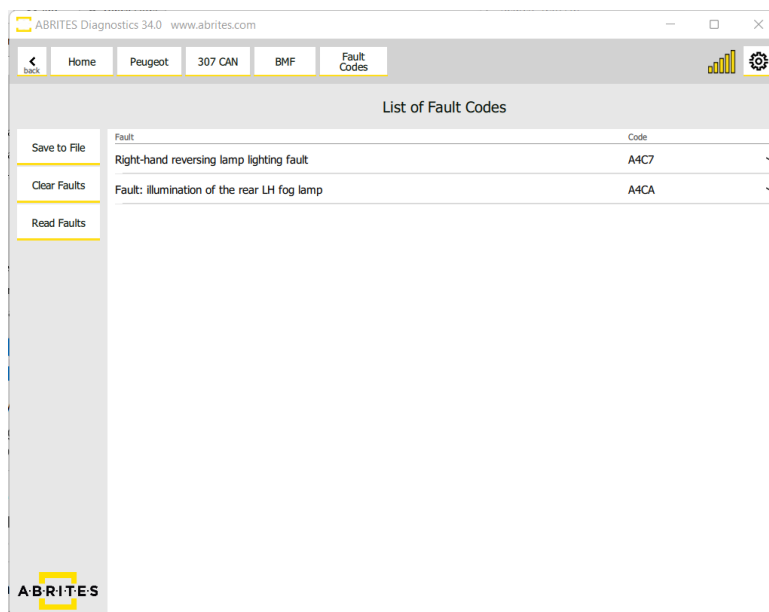 ABRITES Diagnostics 34.0 www.abrites.com
back
Home
Peugeot
307 CAN
BMF
Fault
Codes
List of Fault Codes
Save to File
Clear Faults
Read Faults
Fault Code
Right-hand reversing lamp lighting fault A4C7
Fault: illumination of the rear LH fog lamp A4CA
A·B·R·I·T·E·S